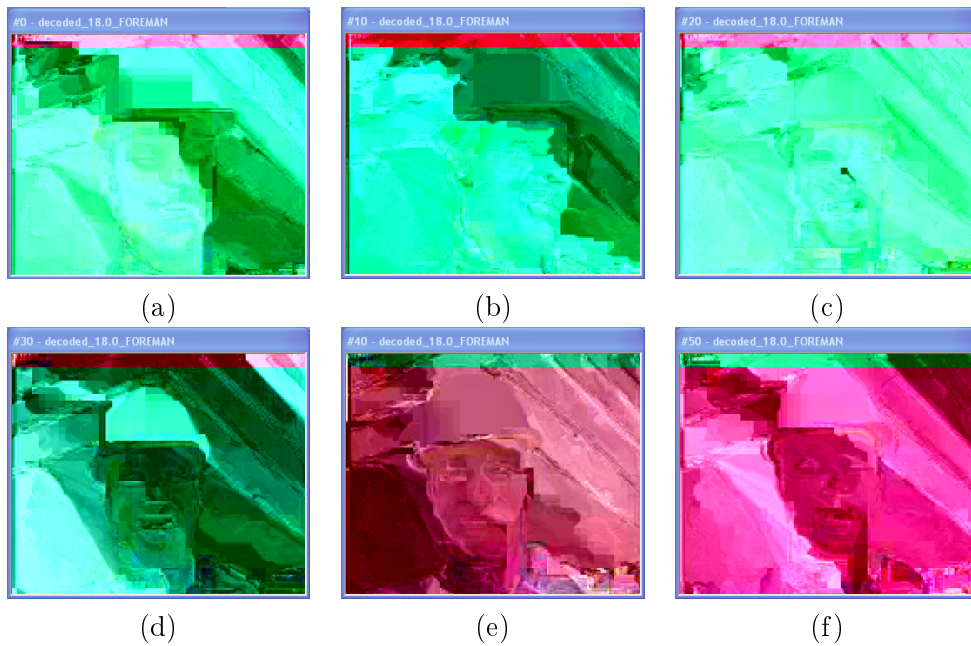 #0 - decoded_18.0_FOREMAN
#10 - decoded_18.0_FOREMAN
#20 - decoded_18.0_FOREMAN
(a)
(b)
(c)
#30 - decoded_18.0_FOREMAN
#40 - decoded_18.0_FOREMAN
#50 - decoded_18.0_FOREMAN
(d)
(e)
(f)